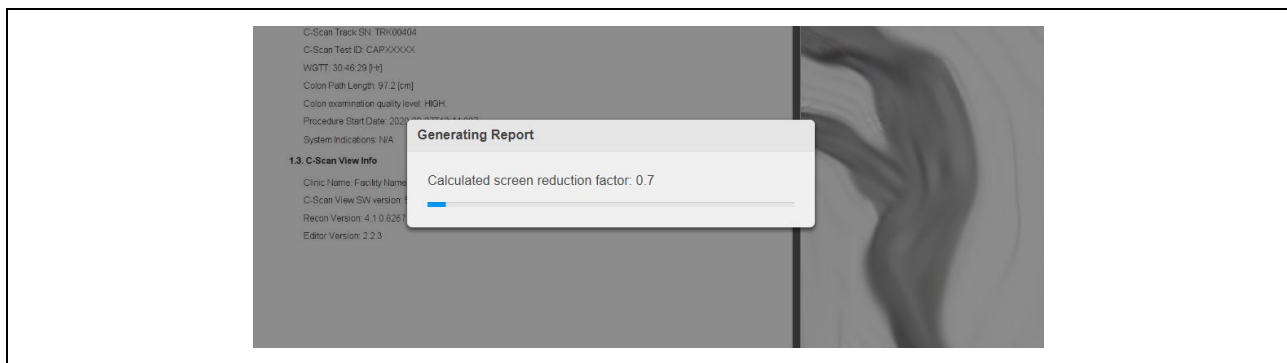 C-Scan Track SN: TRK00404
C-Scan Test ID: CAPXXXXX
WGTT: 30:46:29 [Hr]
Colon Path Length: 97.2 [cm]
Colon examination quality level: HIGH.
Procedure Start Date:
System Indications: N/A
Generating Report
1.3. C-Scan View Info
Calculated screen reduction factor: 0.7
Clinic Name: Facility Name
C-Scan View SW version:
Recon Version: 4.1.0.8267
Editor Version: 2.2.3